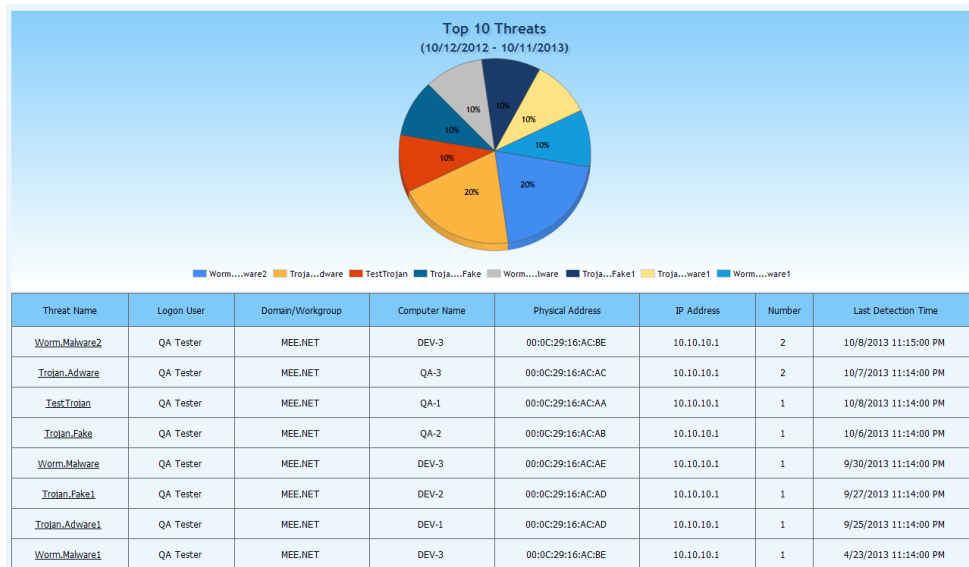 Top 10 Threats
(10/12/2012 - 10/11/2013)
10%
10%
10%
10%
10%
10%
20%
20%
Worm....ware2 Troja...dware TestTrojan Troja....Fake Worm....lware Troja...Fake1 Troja...ware1 Worm....ware1
Threat Name Logon User Domain/Workgroup Computer Name Physical Address IP Address Number Last Detection Time
Worm.Malware2 QA Tester MEE.NET DEV-3 00:0C:29:16:AC:BE 10.10.10.1 2 10/8/2013 11:15:00 PM
Trojan.Adware QA Tester MEE.NET QA-3 00:0C:29:16:AC:AC 10.10.10.1 2 10/7/2013 11:14:00 PM
TestTrojan QA Tester MEE.NET QA-1 00:0C:29:16:AC:AA 10.10.10.1 1 10/8/2013 11:14:00 PM
Trojan.Fake QA Tester MEE.NET QA-2 00:0C:29:16:AC:AB 10.10.10.1 1 10/6/2013 11:14:00 PM
Worm.Malware QA Tester MEE.NET DEV-3 00:0C:29:16:AC:AE 10.10.10.1 1 9/30/2013 11:14:00 PM
Trojan.Fake1 QA Tester MEE.NET DEV-2 00:0C:29:16:AC:AD 10.10.10.1 1 9/27/2013 11:14:00 PM
Trojan.Adware1 QA Tester MEE.NET DEV-1 00:0C:29:16:AC:AD 10.10.10.1 1 9/25/2013 11:14:00 PM
Worm.Malware1 QA Tester MEE.NET DEV-3 00:0C:29:16:AC:BE 10.10.10.1 1 4/23/2013 11:14:00 PM